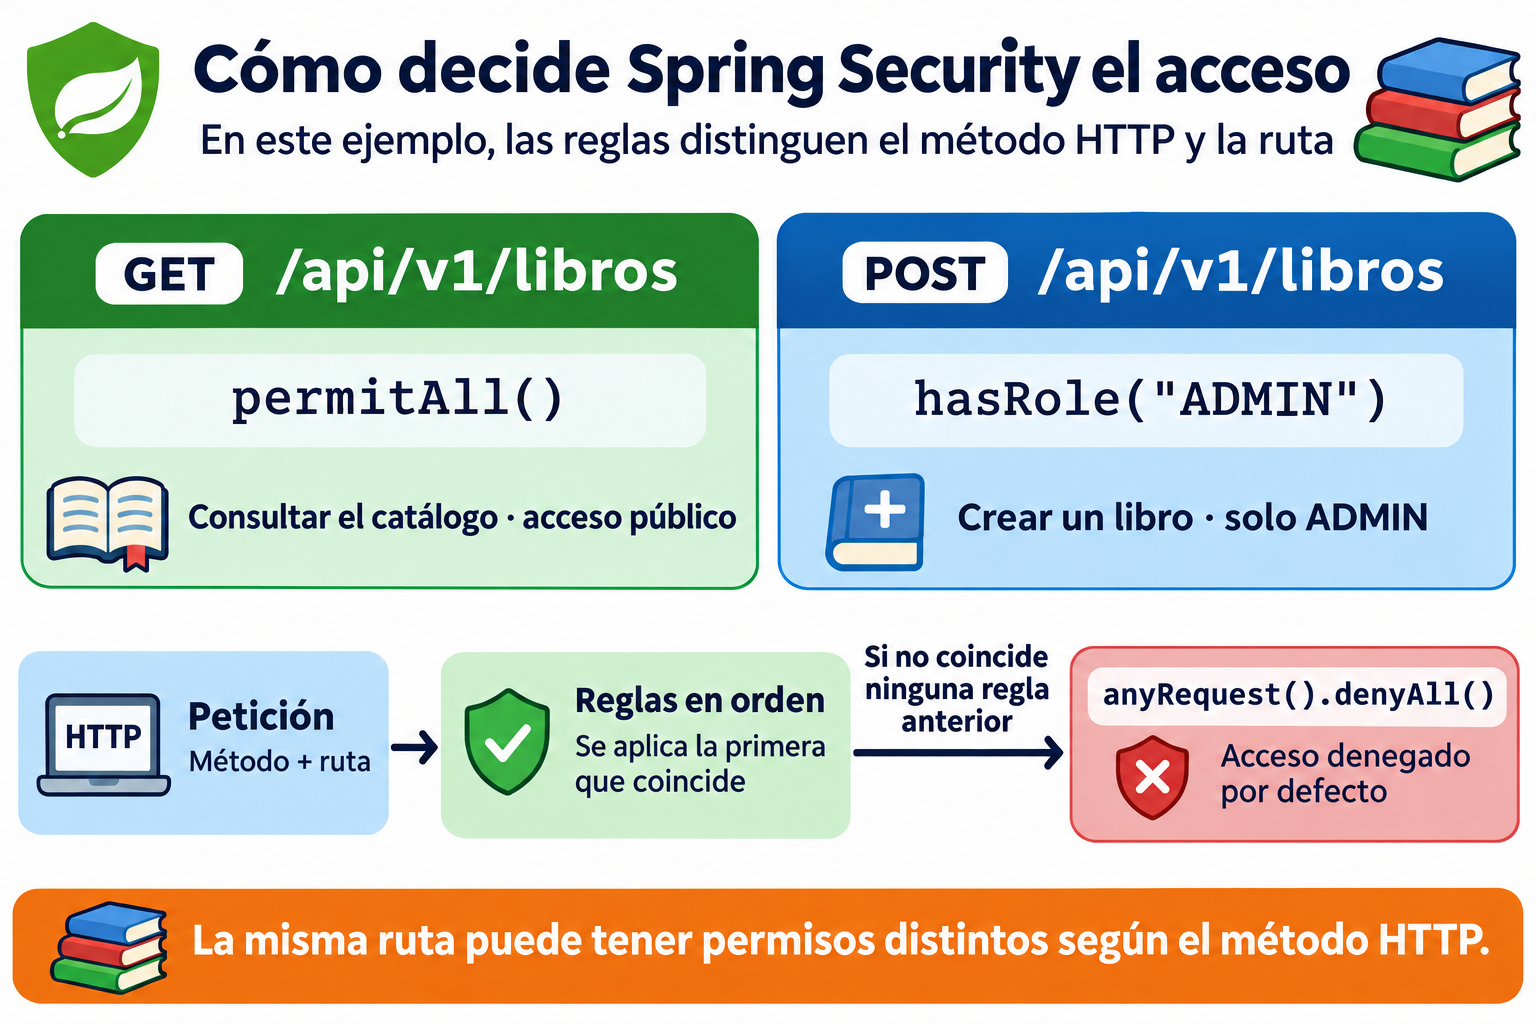 Cómo decide Spring Security el acceso
En este ejemplo, las reglas distinguen el método HTTP y la ruta
GET /api/v1/libros
permitAll()
Consultar el catálogo · acceso público
POST /api/v1/libros
hasRole("ADMIN")
Crear un libro · solo ADMIN
HTTP
Petición
Método + ruta
Reglas en orden
Se aplica la primera
que coincide
Si no coincide
ninguna regla
anterior
anyRequest().denyAll()
Acceso denegado
por defecto
La misma ruta puede tener permisos distintos según el método HTTP.